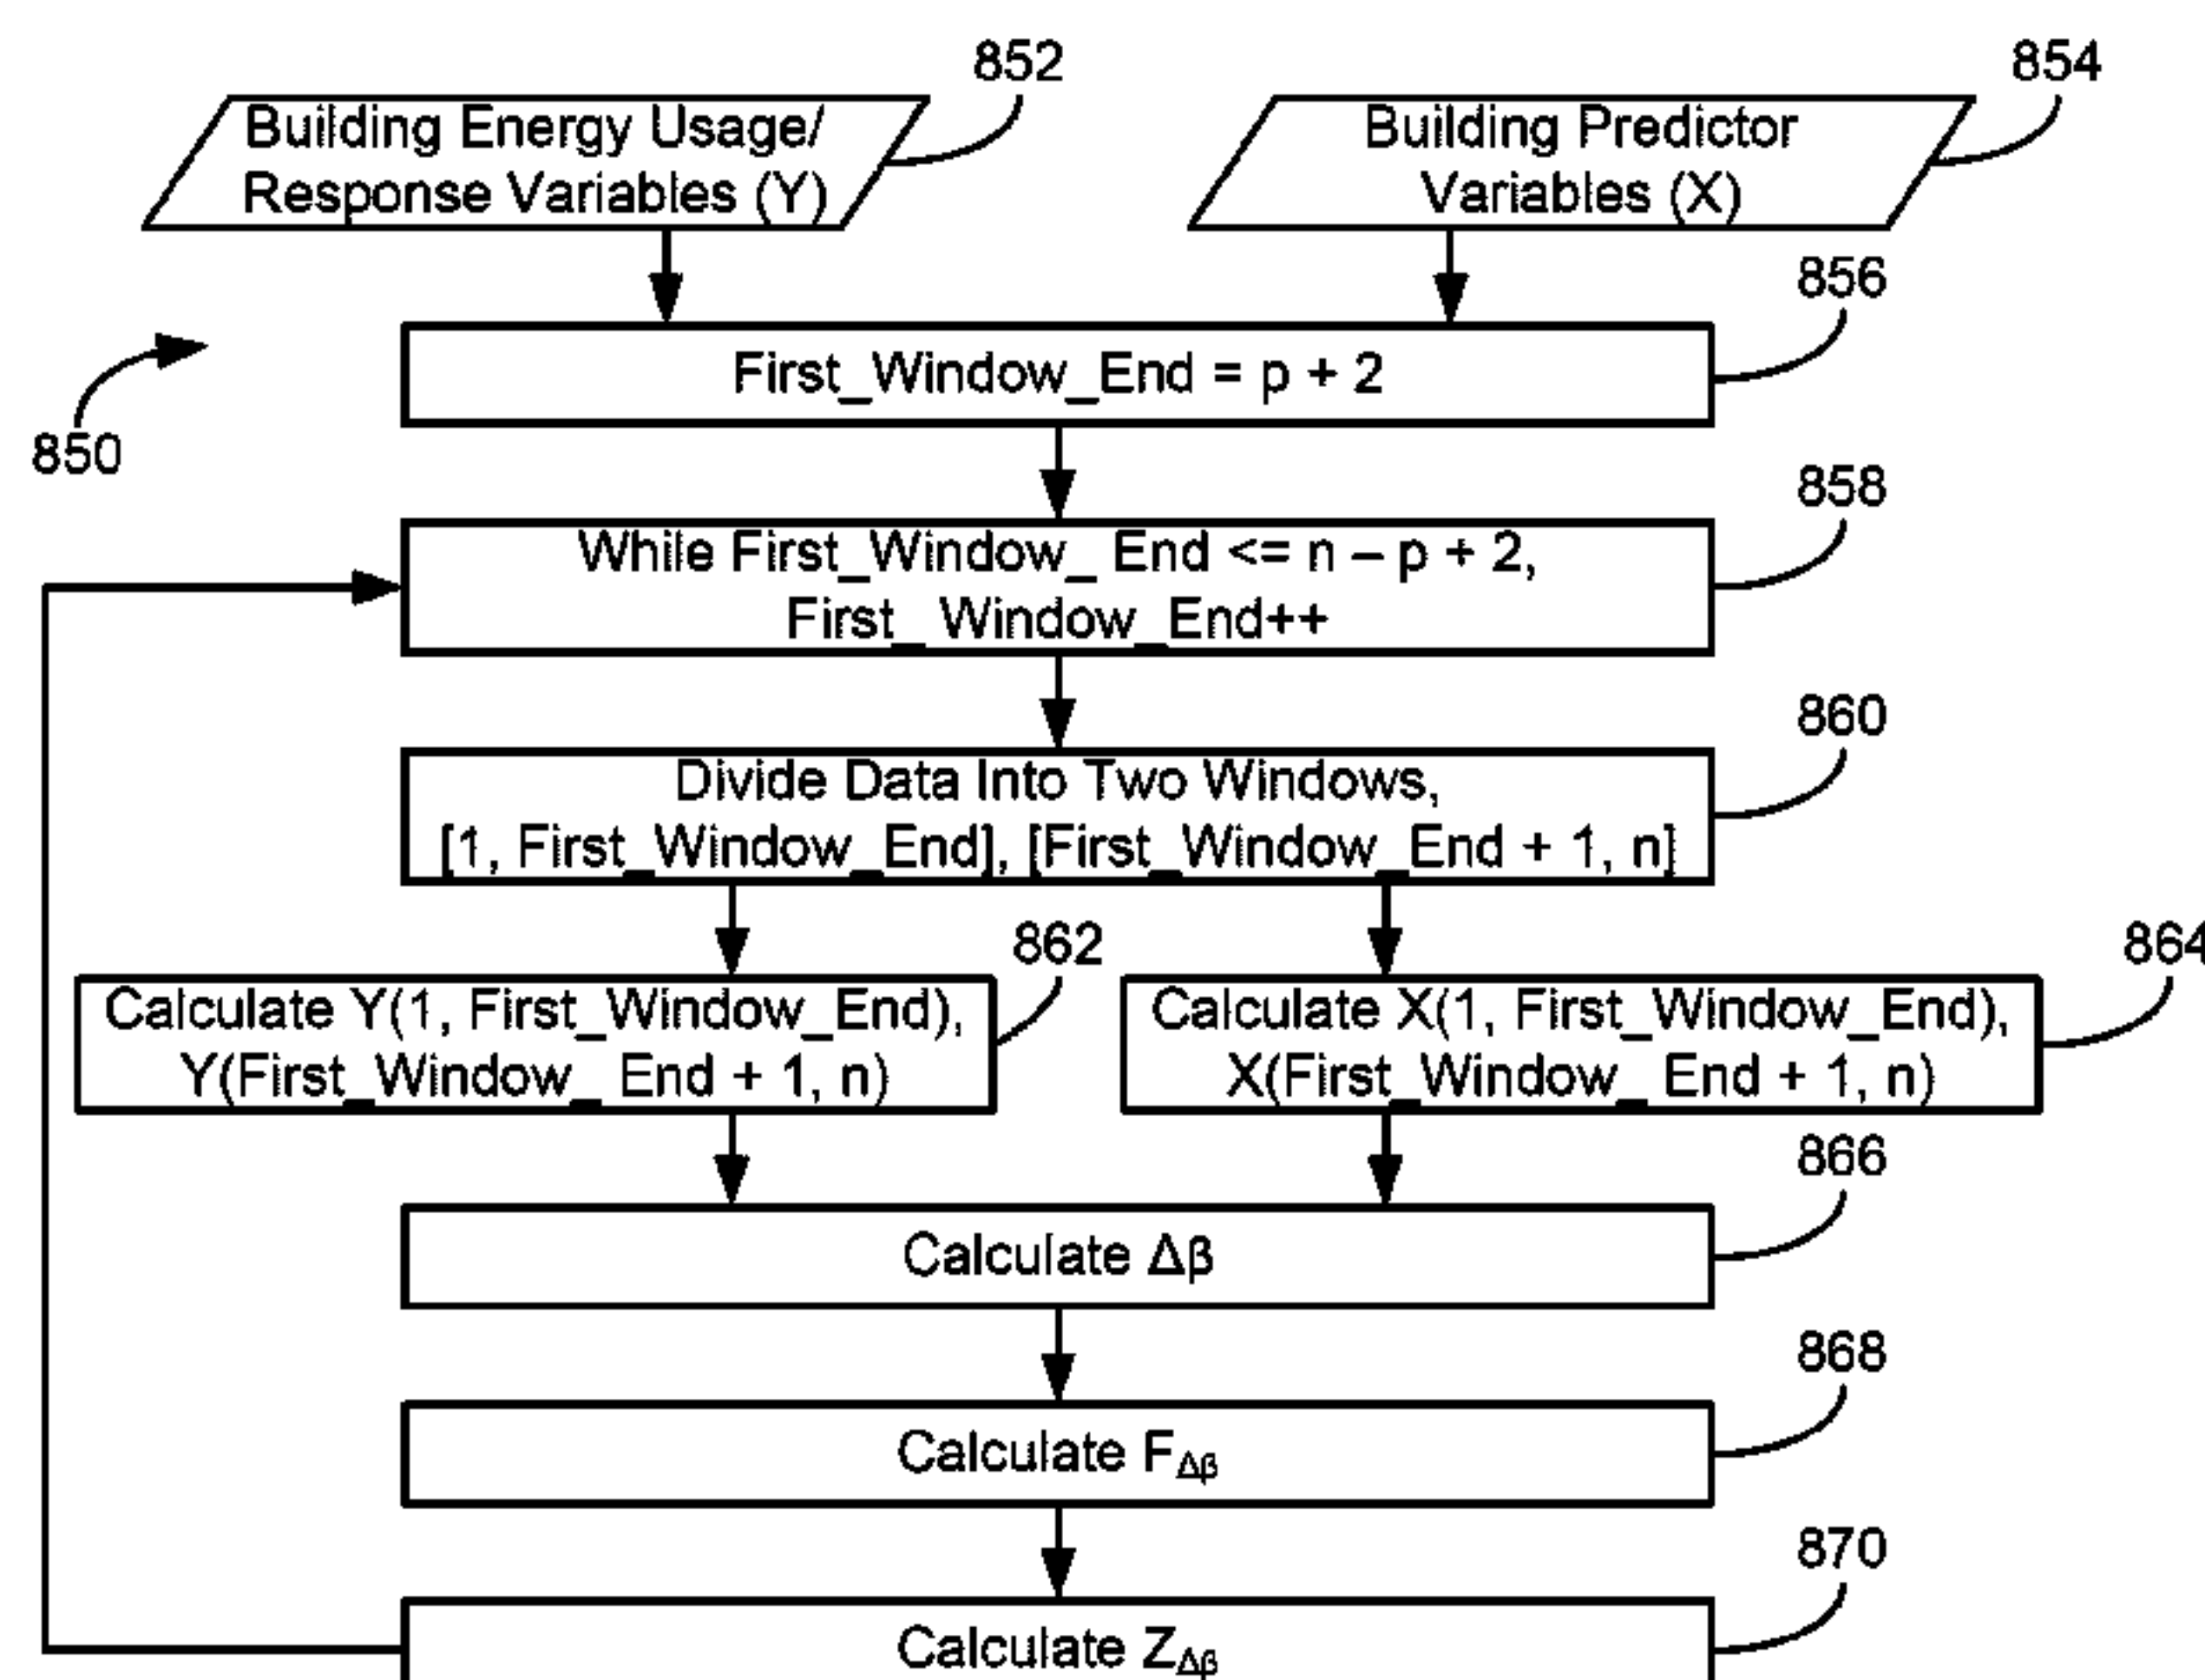 852
854
Building Energy Usage/
Response Variables (Y)
Building Predictor
Variables (X)
856
First_Window_End = p + 2
850
858
While First_Window_ End <= n – p + 2,
First_ Window_End++
860
Divide Data Into Two Windows,
[1, First_Window_End], [First_Window_End + 1, n]
862
864
Calculate Y(1, First_Window_End),
Y(First_Window_ End + 1, n)
Calculate X(1, First_Window_End),
X(First_Window_ End + 1, n)
866
Calculate Δβ
868
Calculate FΔβ
870
Calculate ZΔβ